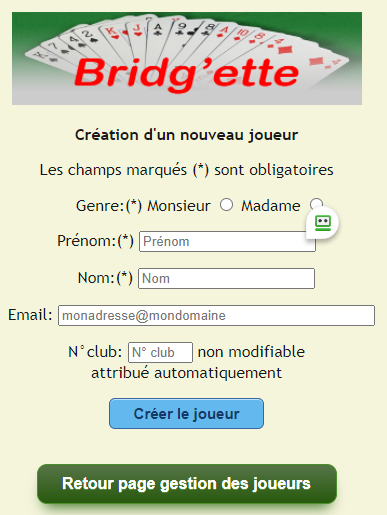 Bridg'ette
Création d'un nouveau joueur
Les champs marqués (*) sont obligatoires
Genre:(*) Monsieur Madame
Prénom:(*) Prénom
Nom:(*) Nom
Email: monadresse@mondomaine
N°club: N° club non modifiable
attribué automatiquement
Créer le joueur
Retour page gestion des joueurs